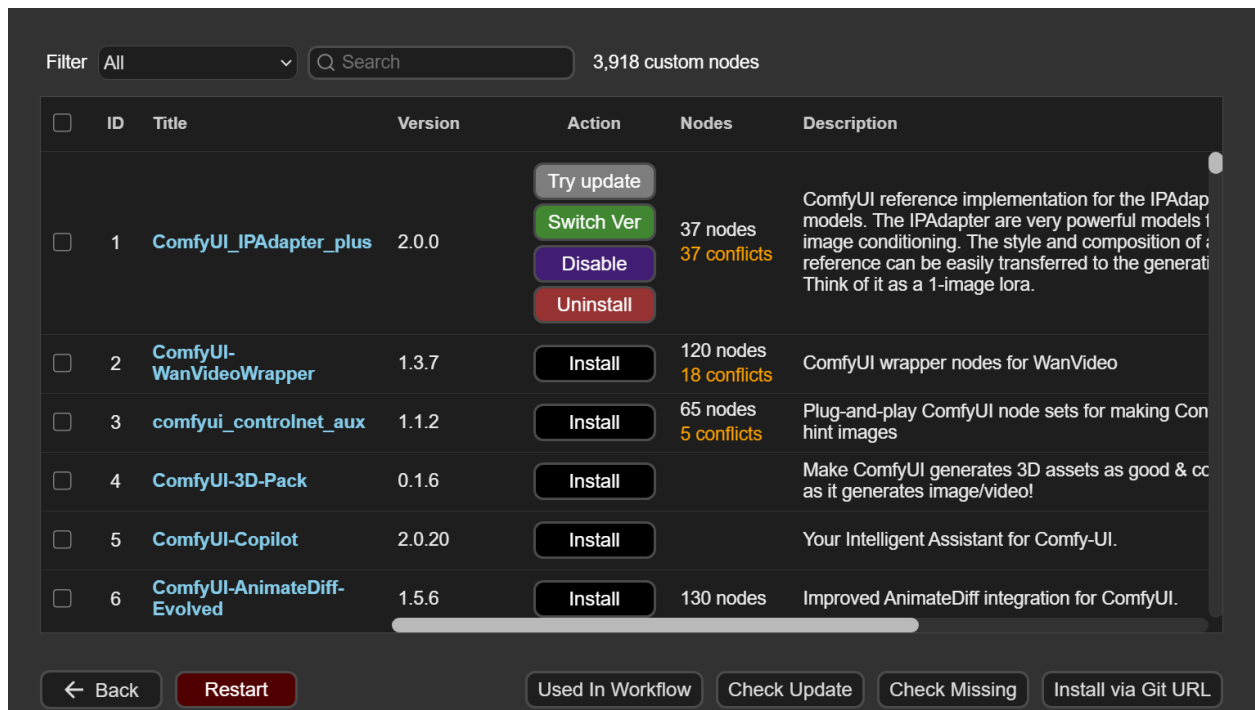 Filter All Search 3,918 custom nodes
ID Title Version Action Nodes Description
1 ComfyUI_IPAdapter_plus 2.0.0
Try update
Switch Ver
Disable
Uninstall
37 nodes
37 conflicts
ComfyUI reference implementation for the IPAdap
models. The IPAdapter are very powerful models
image conditioning. The style and composition of
reference can be easily transferred to the generati
Think of it as a 1-image lora.
2 ComfyUI-
WanVideoWrapper
1.3.7 Install
120 nodes
18 conflicts
ComfyUI wrapper nodes for WanVideo
3 comfyui_controlnet_aux 1.1.2 Install
65 nodes
5 conflicts
Plug-and-play ComfyUI node sets for making Con
hint images
4 ComfyUI-3D-Pack 0.1.6 Install
Make ComfyUI generates 3D assets as good & co
as it generates image/video!
5 ComfyUI-Copilot 2.0.20 Install Your Intelligent Assistant for Comfy-UI.
6 ComfyUI-AnimateDiff-
Evolved
1.5.6 Install 130 nodes Improved AnimateDiff integration for ComfyUI.
← Back Restart Used In Workflow Check Update Check Missing Install via Git URL